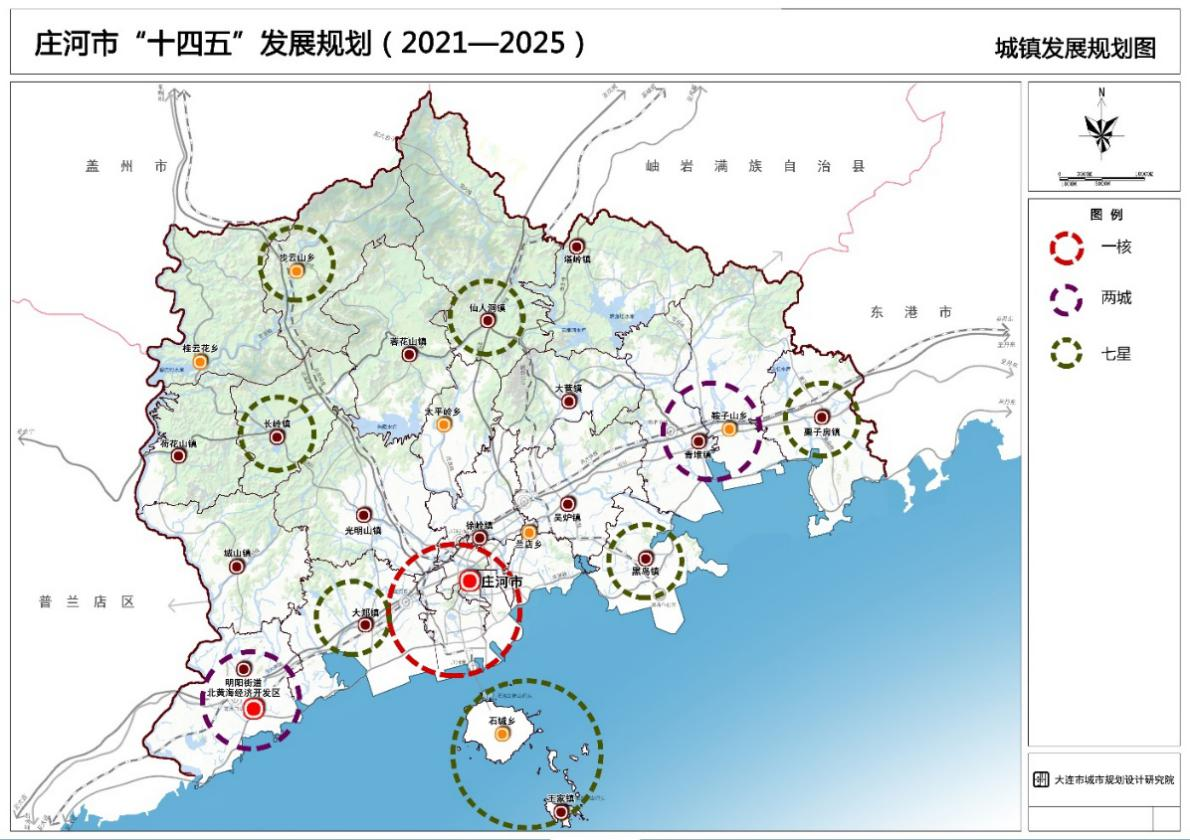 庄河市“十四五”发展规划（2021—2025）
城镇发展规划图
N
盖州市
岫岩满族自治县
图例
一核
两城
七星
塔岭镇
步云山乡
仙人洞镇
东港市
蓉花山镇
桂云花乡
大营镇
太平岭乡
鞍子山乡
栗子房镇
长岭镇
青堆镇
荷花山镇
吴炉镇
光明山镇
徐岭镇
兰店乡
城山镇
黑岛镇
庄河市
普兰店区
大郑镇
明阳街道
北黄海经济开发区
石城乡
王家镇
大连市城市规划设计研究院